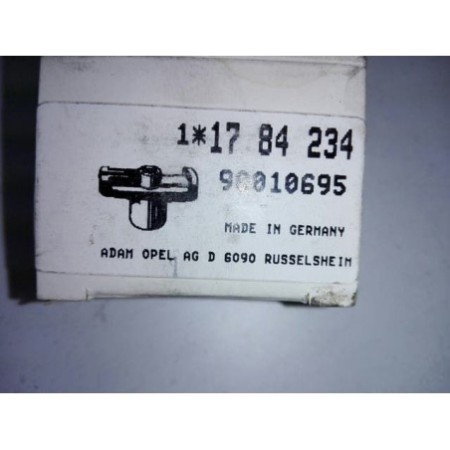 1*17 84 234
90010695
MADE IN GERMANY
ADAM OPEL AG D 6090 RUSSELSHEIM